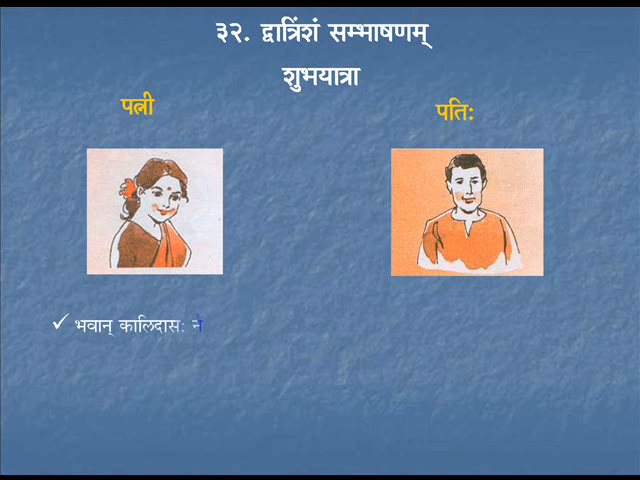 ३२. द्वात्रिंशं सम्भाषणम्
शुभयात्रा
पत्नी
पतिः
भवान् कालिदासः ने